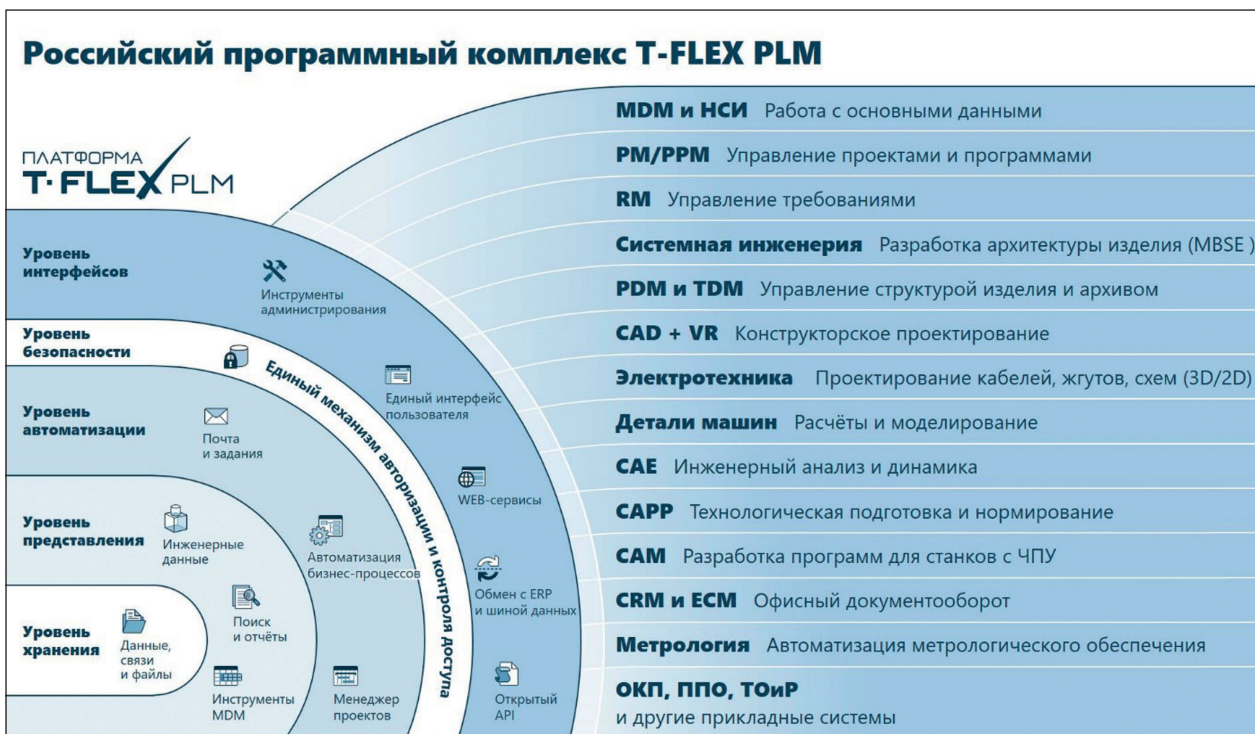 Российский программный комплекс T-FLEX PLM
ПЛАТФОРМА
T-FLEX PLM
Уровень
интерфейсов
Инструменты
администрирования
Единый интерфейс
пользователя
WEB-сервисы
Обмен с ERP
и шиной данных
Открытый
API
Уровень
безопасности
Единый механизм авторизации и контроля доступа
Уровень
автоматизации
Почта
и задания
Автоматизация
бизнес-процессов
Менеджер
проектов
Уровень
представления
Инженерные
данные
Поиск
и отчёты
Инструменты
MDM
Уровень
хранения
Данные,
связи
и файлы
MDM и НСИ Работа с основными данными
PM/PPM Управление проектами и программами
RM Управление требованиями
Системная инженерия Разработка архитектуры изделия (MBSE )
PDM и TDM Управление структурой изделия и архивом
CAD + VR Конструкторское проектирование
Электротехника Проектирование кабелей, жгутов, схем (3D/2D)
Детали машин Расчёты и моделирование
CAE Инженерный анализ и динамика
CAPP Технологическая подготовка и нормирование
CAM Разработка программ для станков с ЧПУ
CRM и ECM Офисный документооборот
Метрология Автоматизация метрологического обеспечения
ОКП, ППО, ТОиР
и другие прикладные системы